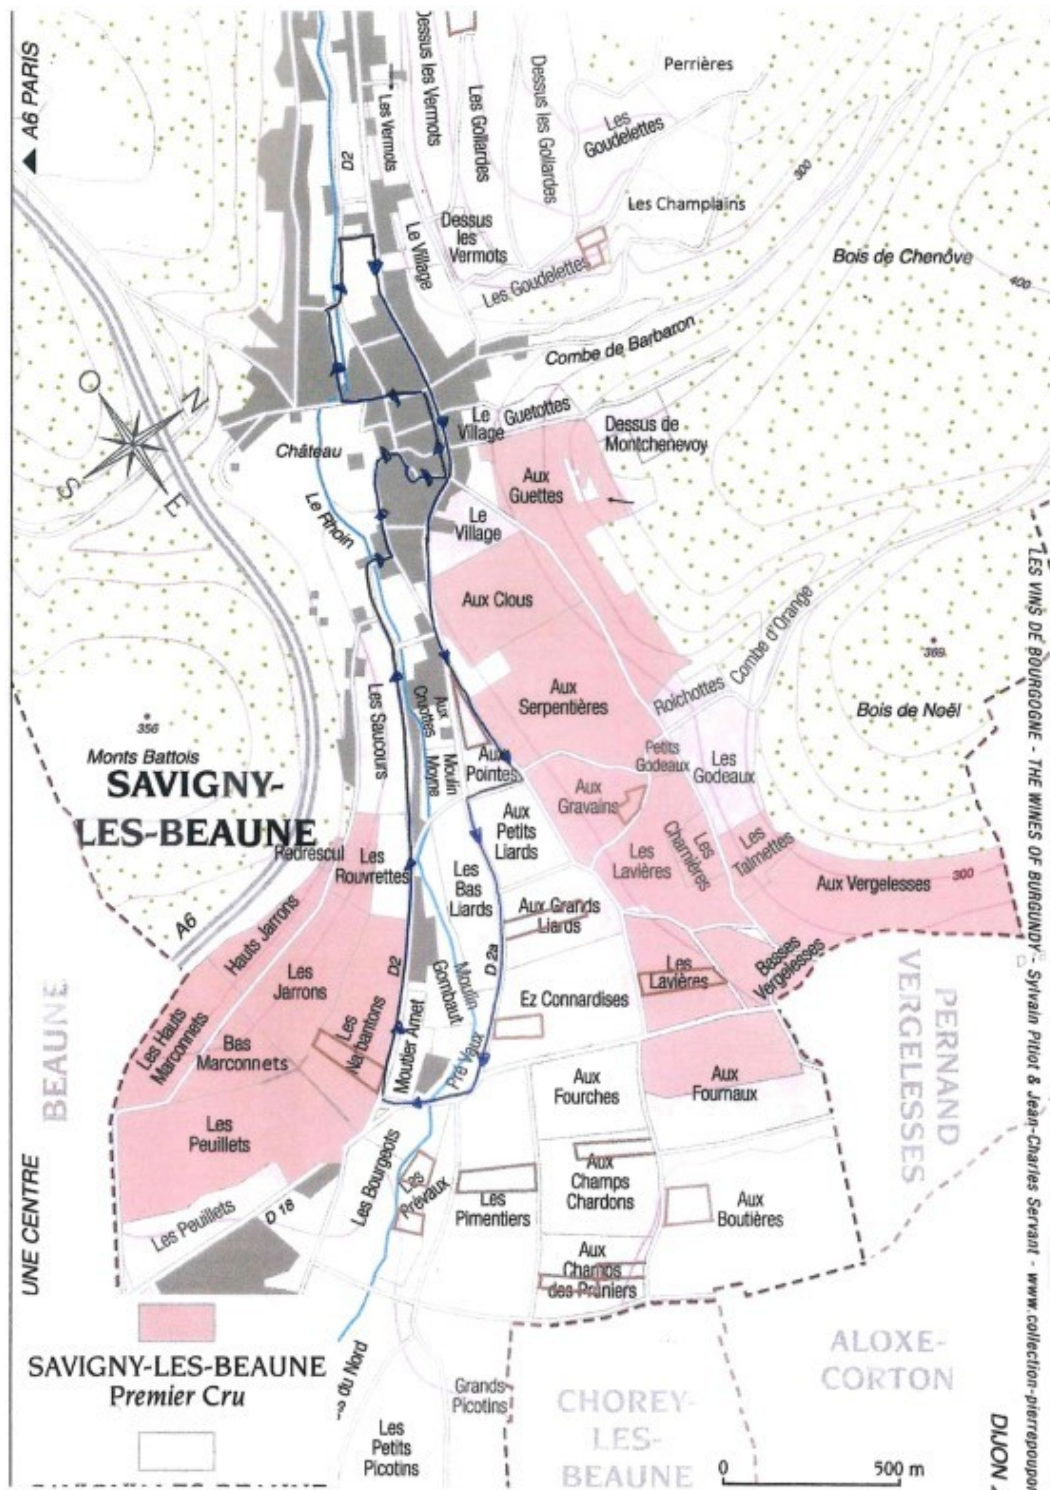 A6 PARIS
Dessus les Vermots
Les Gollardes
Dessus les Gollardes
Perrières
Les
Goudelettes
Les Vermots
D2
Les Champlains
Dessus
les
Vermots
Le Village
Les Goudelettes
Bois de Chenôve
300
400
Combe de Barbaron
O
N
S
E
Château
Le Rhoin
Le
Village
Guetottes
Dessus de
Montchenevoy
Aux
Guettes
Le
Village
Aux Clous
Aux
Serpentières
Roichottes
Combe d'Orange
369
Bois de Noël
356
Monts Battois
SAVIGNY-
LES-BEAUNE
Les Saucours
Aux
Cruottes
Moulin
Moyne
Aux
Pointes
Petits
Godeaux
Les
Godeaux
Aux
Gravains
Aux
Petits
Liards
Les
Lavières
Les
Charnières
Les
Talmettes
Aux Vergelesses
300
Redrescul
Les
Rouvrettes
Les
Bas
Liards
Aux Grands
Liards
A6
Hauts Jarrons
Les
Jarrons
D2
D 2a
Moulin
Gombaut
Ez Connardises
Les
Lavières
Basses
Vergelesses
Les Hauts
Marconnets
Bas
Marconnets
Les
Narbantons
Moutier Amet
Pré Vaux
Aux
Fourches
Aux
Fournaux
BEAUNE
PERNAND
VERGELESSES
Les
Peuillets
Les Peuillets
D 18
Les Bourgeots
Les
Prévaux
Les
Pimentiers
Aux
Champs
Chardons
Aux
Boutières
Aux
Champs
des Pruniers
UNE CENTRE
SAVIGNY-LES-BEAUNE
Premier Cru
du Nord
Grands
Picotins
Les
Petits
Picotins
CHOREY-
LES-
BEAUNE
ALOXE-
CORTON
DIJON
0 500 m
LES VINS DE BOURGOGNE - THE WINES OF BURGUNDY - Sylvain Pitiot & Jean-Charles Servant - www.collection-pierrepoupon